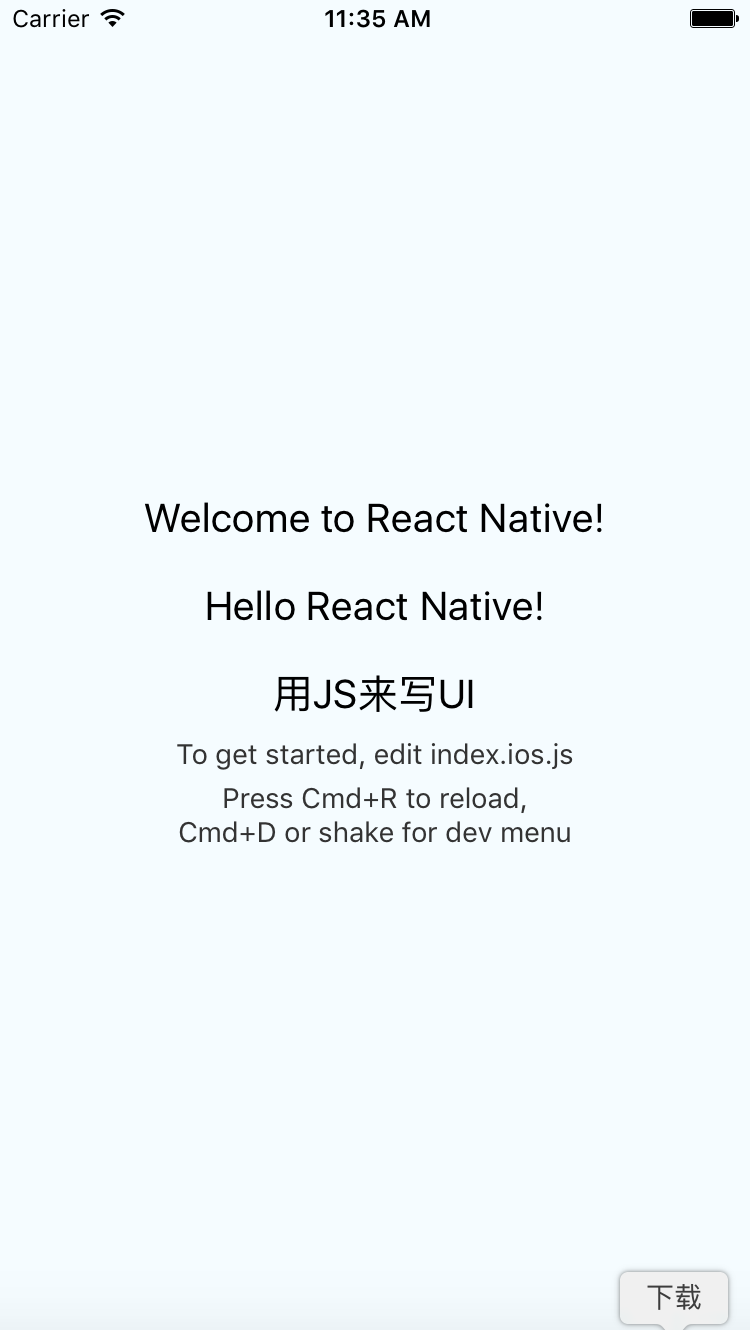 Carrier 11:35 AM
Welcome to React Native!
Hello React Native!
用JS来写UI
To get started, edit index.ios.js
Press Cmd+R to reload,
Cmd+D or shake for dev menu
下载